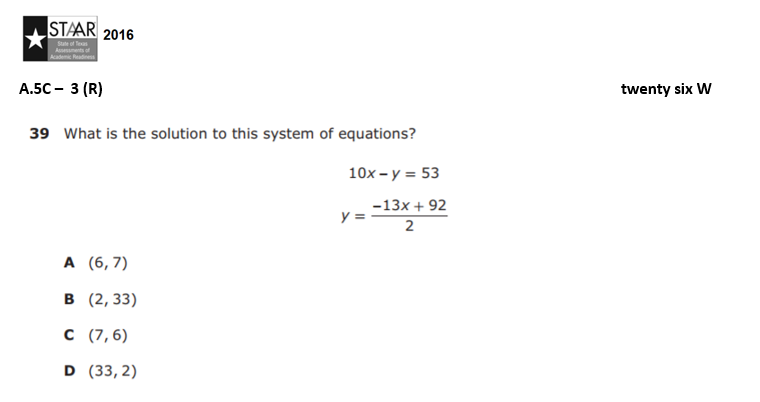 STAAR 2016
State of Texas
Assessments of
Academic Readiness
A.5C – 3 (R) twenty six W
39 What is the solution to this system of equations?
10x – y = 53
y = (–13x + 92)/2
A (6, 7)
B (2, 33)
C (7, 6)
D (33, 2)